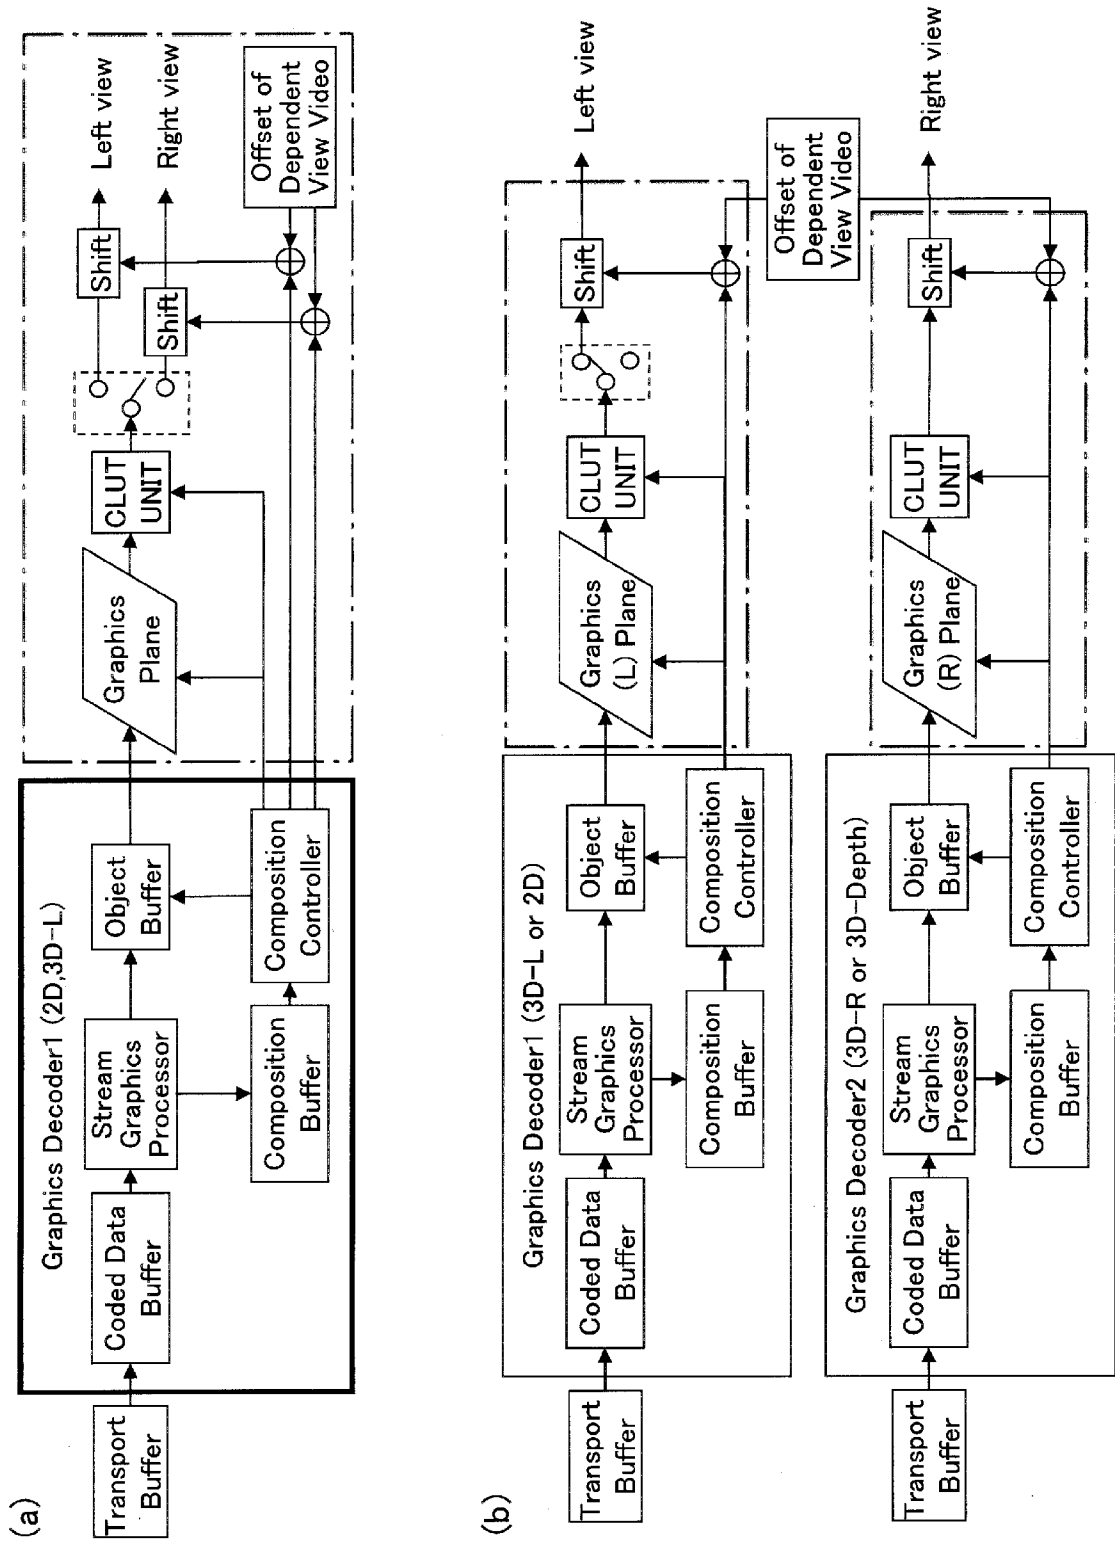 (a)
Graphics Decoder1 (2D,3D-L)
Transport
Buffer
Coded Data
Buffer
Stream
Graphics
Processor
Object
Buffer
Composition
Buffer
Composition
Controller
Graphics
Plane
CLUT
UNIT
Shift
Shift
Left view
Right view
Offset of
Dependent
View Video
(b)
Graphics Decoder1 (3D-L or 2D)
Transport
Buffer
Coded Data
Buffer
Stream
Graphics
Processor
Object
Buffer
Composition
Buffer
Composition
Controller
Graphics
(L) Plane
CLUT
UNIT
Shift
Left view
Offset of
Dependent
View Video
Graphics Decoder2 (3D-R or 3D-Depth)
Transport
Buffer
Coded Data
Buffer
Stream
Graphics
Processor
Object
Buffer
Composition
Buffer
Composition
Controller
Graphics
(R) Plane
CLUT
UNIT
Shift
Right view